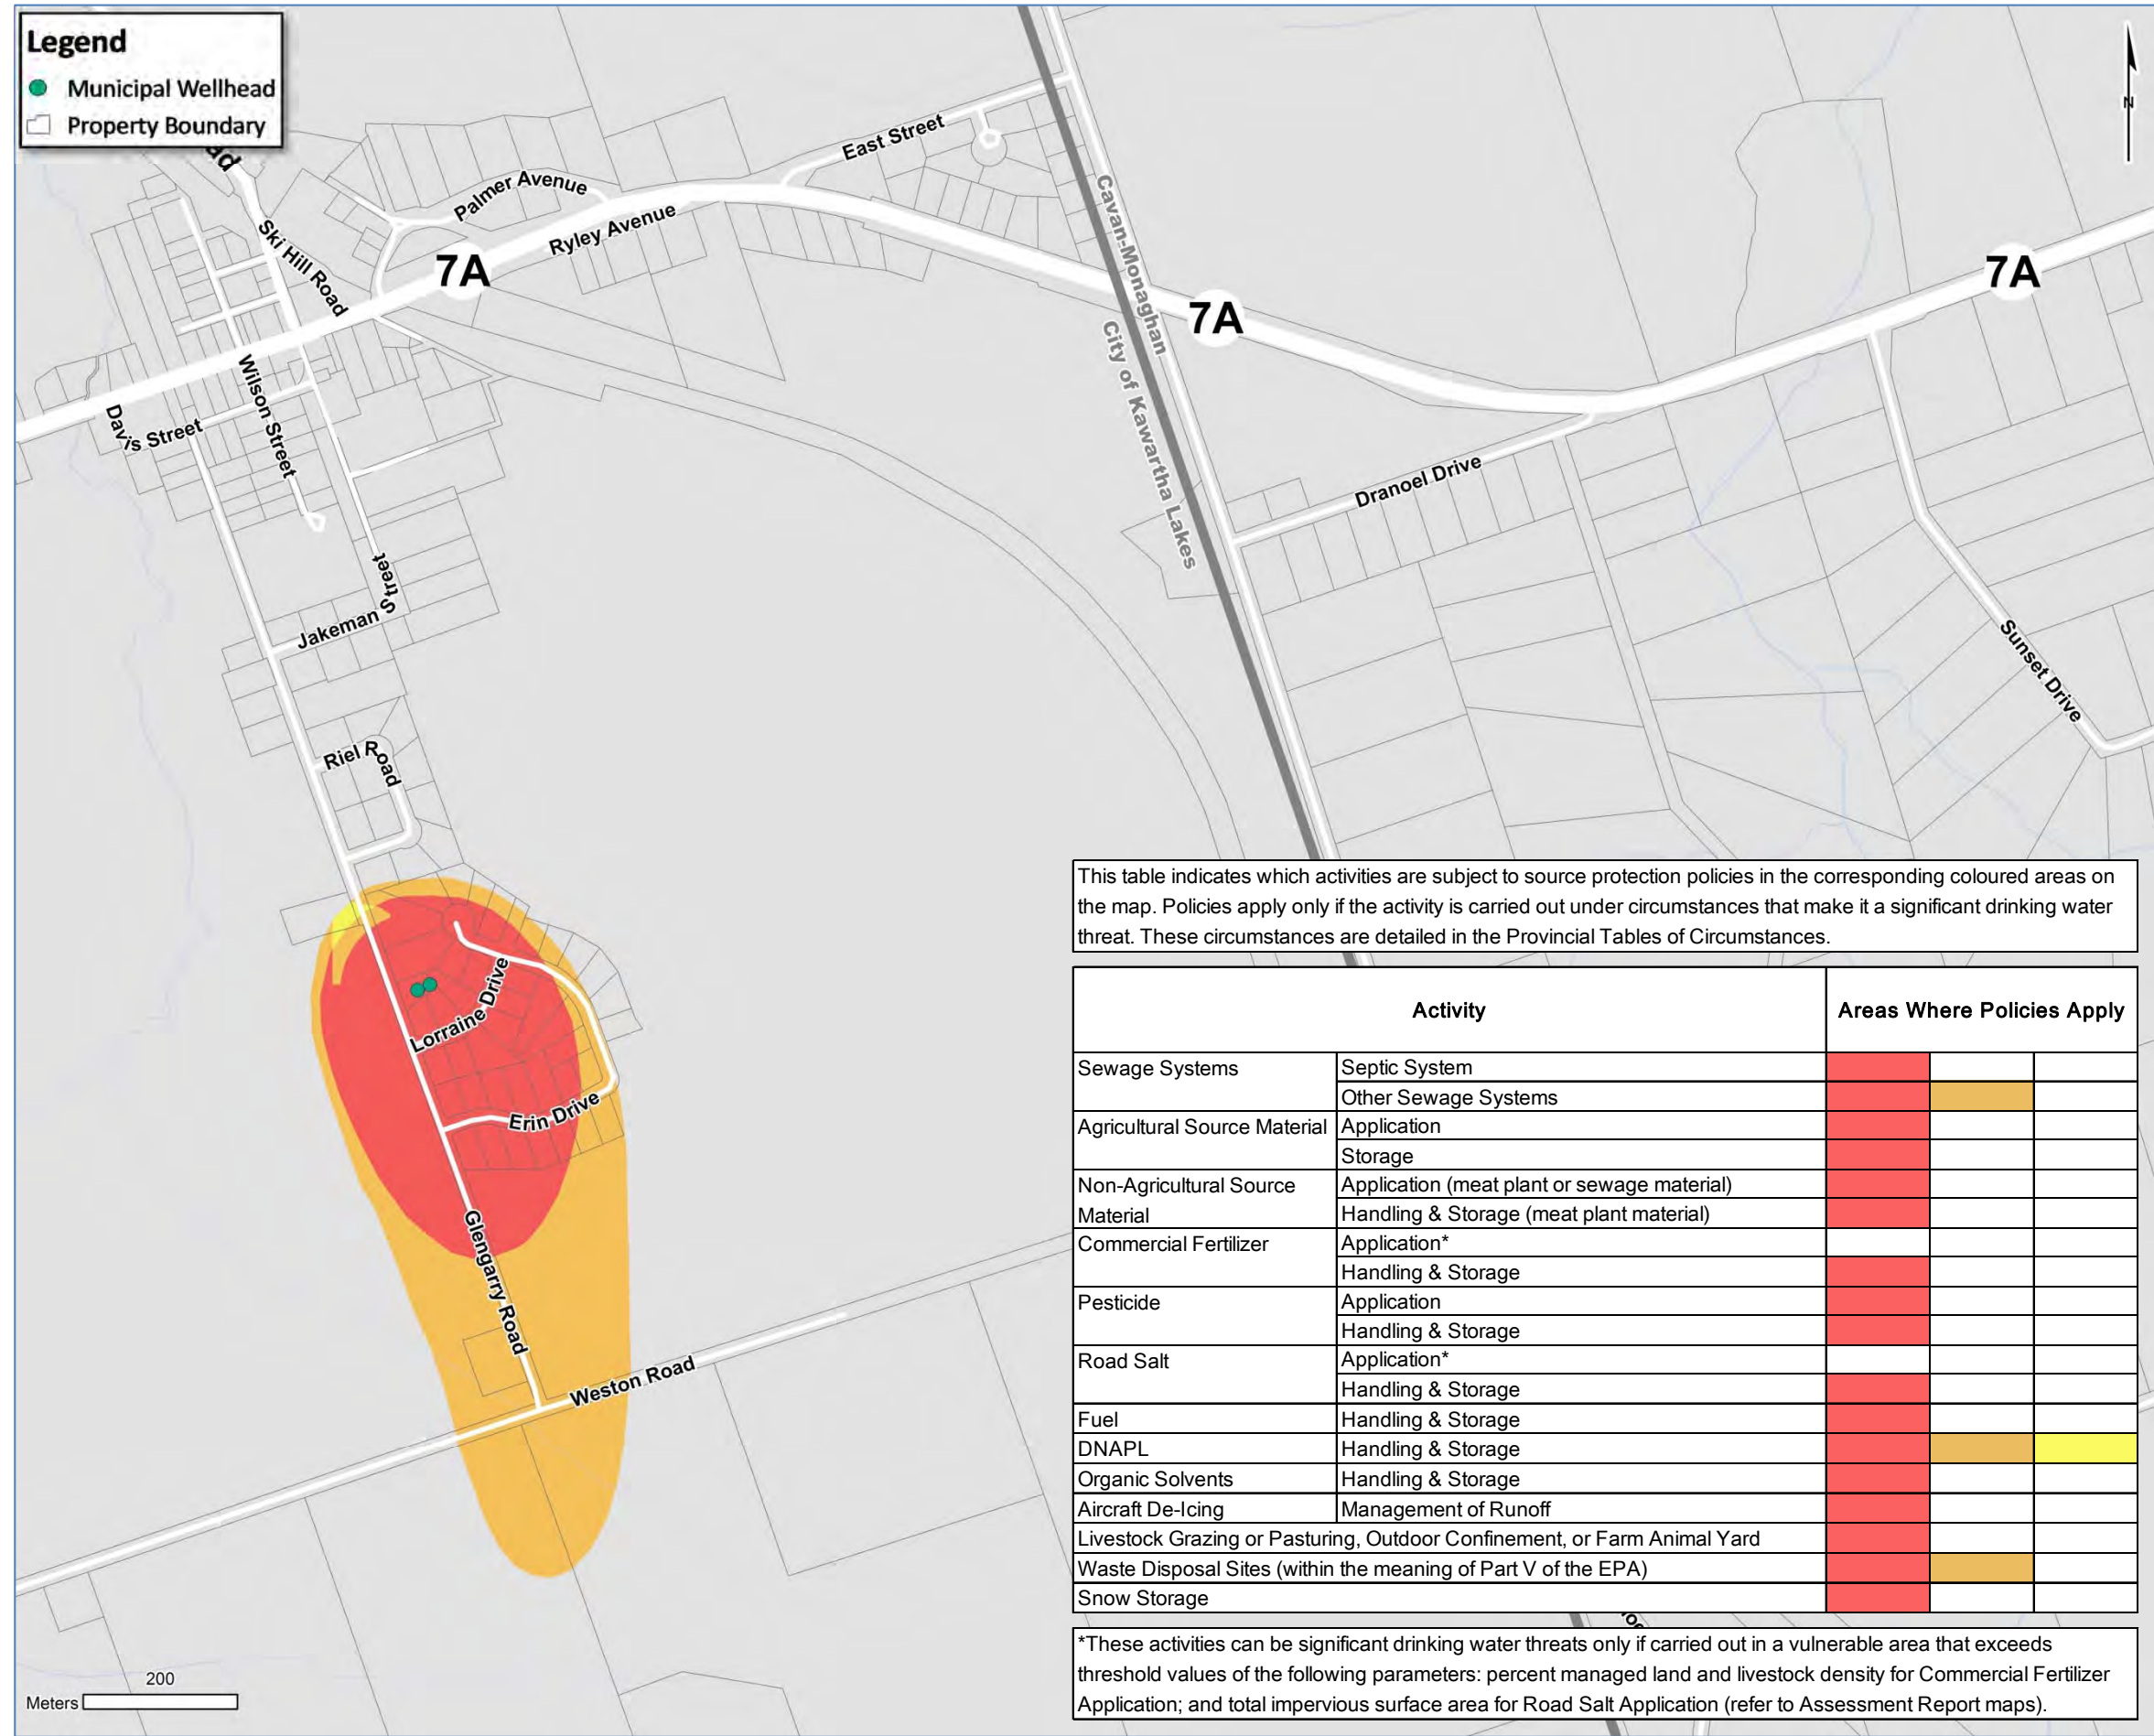 Legend
Municipal Wellhead
Property Boundary
N
East Street
Palmer Avenue
Ryley Avenue
7A
Ski Hill Road
Cavan-Monaghan
City of Kawartha Lakes
7A
7A
Wilson Street
Davis Street
Dranoel Drive
Jakeman Street
Sunset Drive
Riel Road
Lorraine Drive
Erin Drive
Glengarry Road
Weston Road
This table indicates which activities are subject to source protection policies in the corresponding coloured areas on
the map. Policies apply only if the activity is carried out under circumstances that make it a significant drinking water
threat. These circumstances are detailed in the Provincial Tables of Circumstances.
Activity Areas Where Policies Apply
Sewage Systems Septic System
Other Sewage Systems
Agricultural Source Material Application
Storage
Non-Agricultural Source Application (meat plant or sewage material)
Material Handling & Storage (meat plant material)
Commercial Fertilizer Application*
Handling & Storage
Pesticide Application
Handling & Storage
Road Salt Application*
Handling & Storage
Fuel Handling & Storage
DNAPL Handling & Storage
Organic Solvents Handling & Storage
Aircraft De-Icing Management of Runoff
Livestock Grazing or Pasturing, Outdoor Confinement, or Farm Animal Yard
Waste Disposal Sites (within the meaning of Part V of the EPA)
Snow Storage
*These activities can be significant drinking water threats only if carried out in a vulnerable area that exceeds
threshold values of the following parameters: percent managed land and livestock density for Commercial Fertilizer
Application; and total impervious surface area for Road Salt Application (refer to Assessment Report maps).
200
Meters